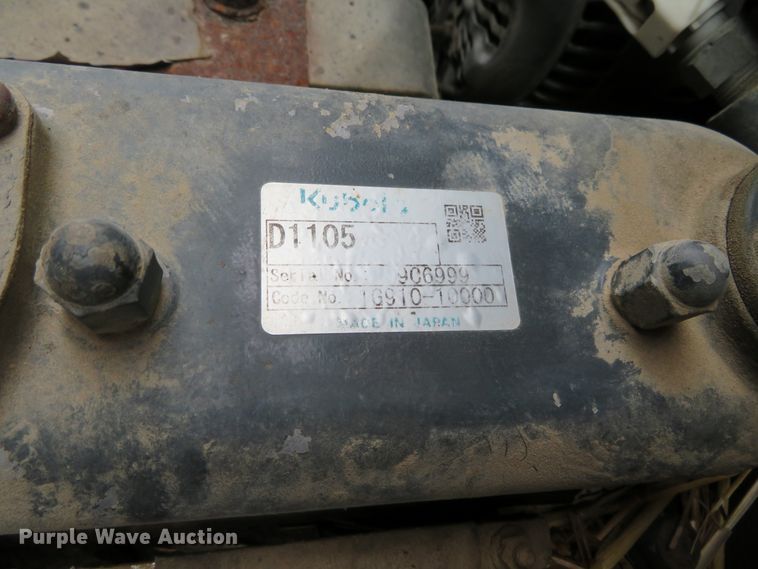 Kubota
D1105
Serial No. 9C6999
Code No. 1G910-10000
MADE IN JAPAN
Purple Wave Auction